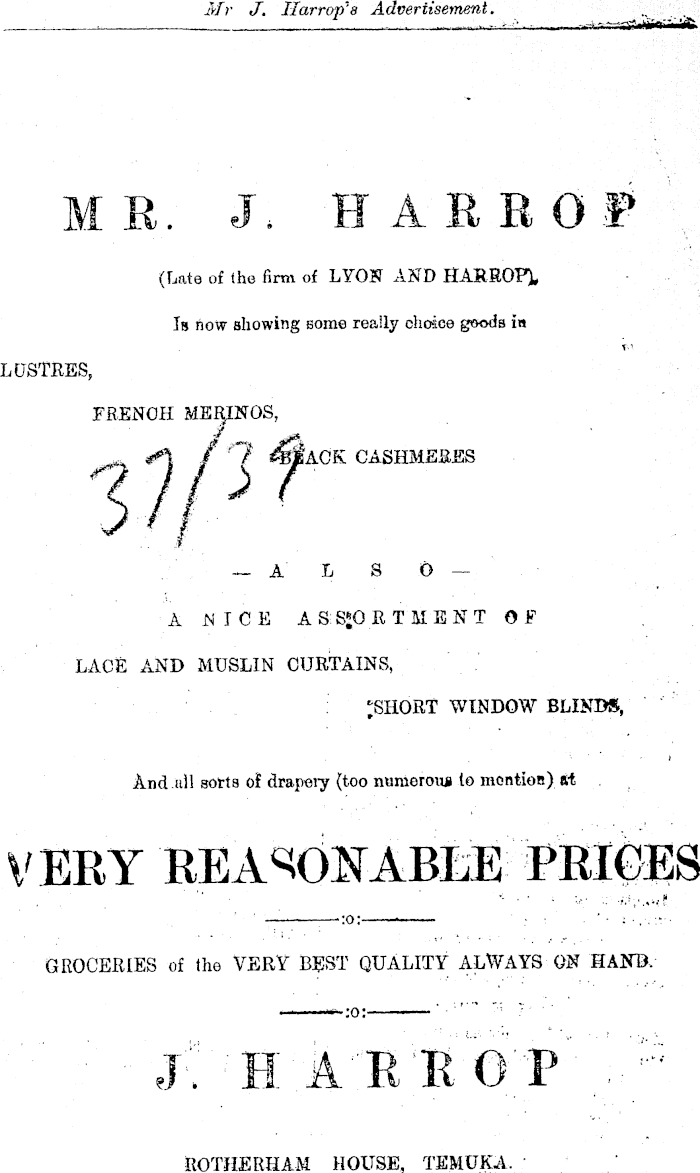 Mr J. Harrop's Advertisement.
MR. J. HARROP
(Late of the firm of LYON AND HARROP),
Is now showing some really choice goods in
LUSTRES,
FRENCH MERINOS,
BLACK CASHMERES
37/39
— ALSO —
A NICE ASSORTMENT OF
LACE AND MUSLIN CURTAINS,
SHORT WINDOW BLINDS,
And all sorts of drapery (too numerous to mention) at
VERY REASONABLE PRICES
:o:
GROCERIES of the VERY BEST QUALITY ALWAYS ON HAND.
:o:
J. HARROP
ROTHERHAM HOUSE, TEMUKA.